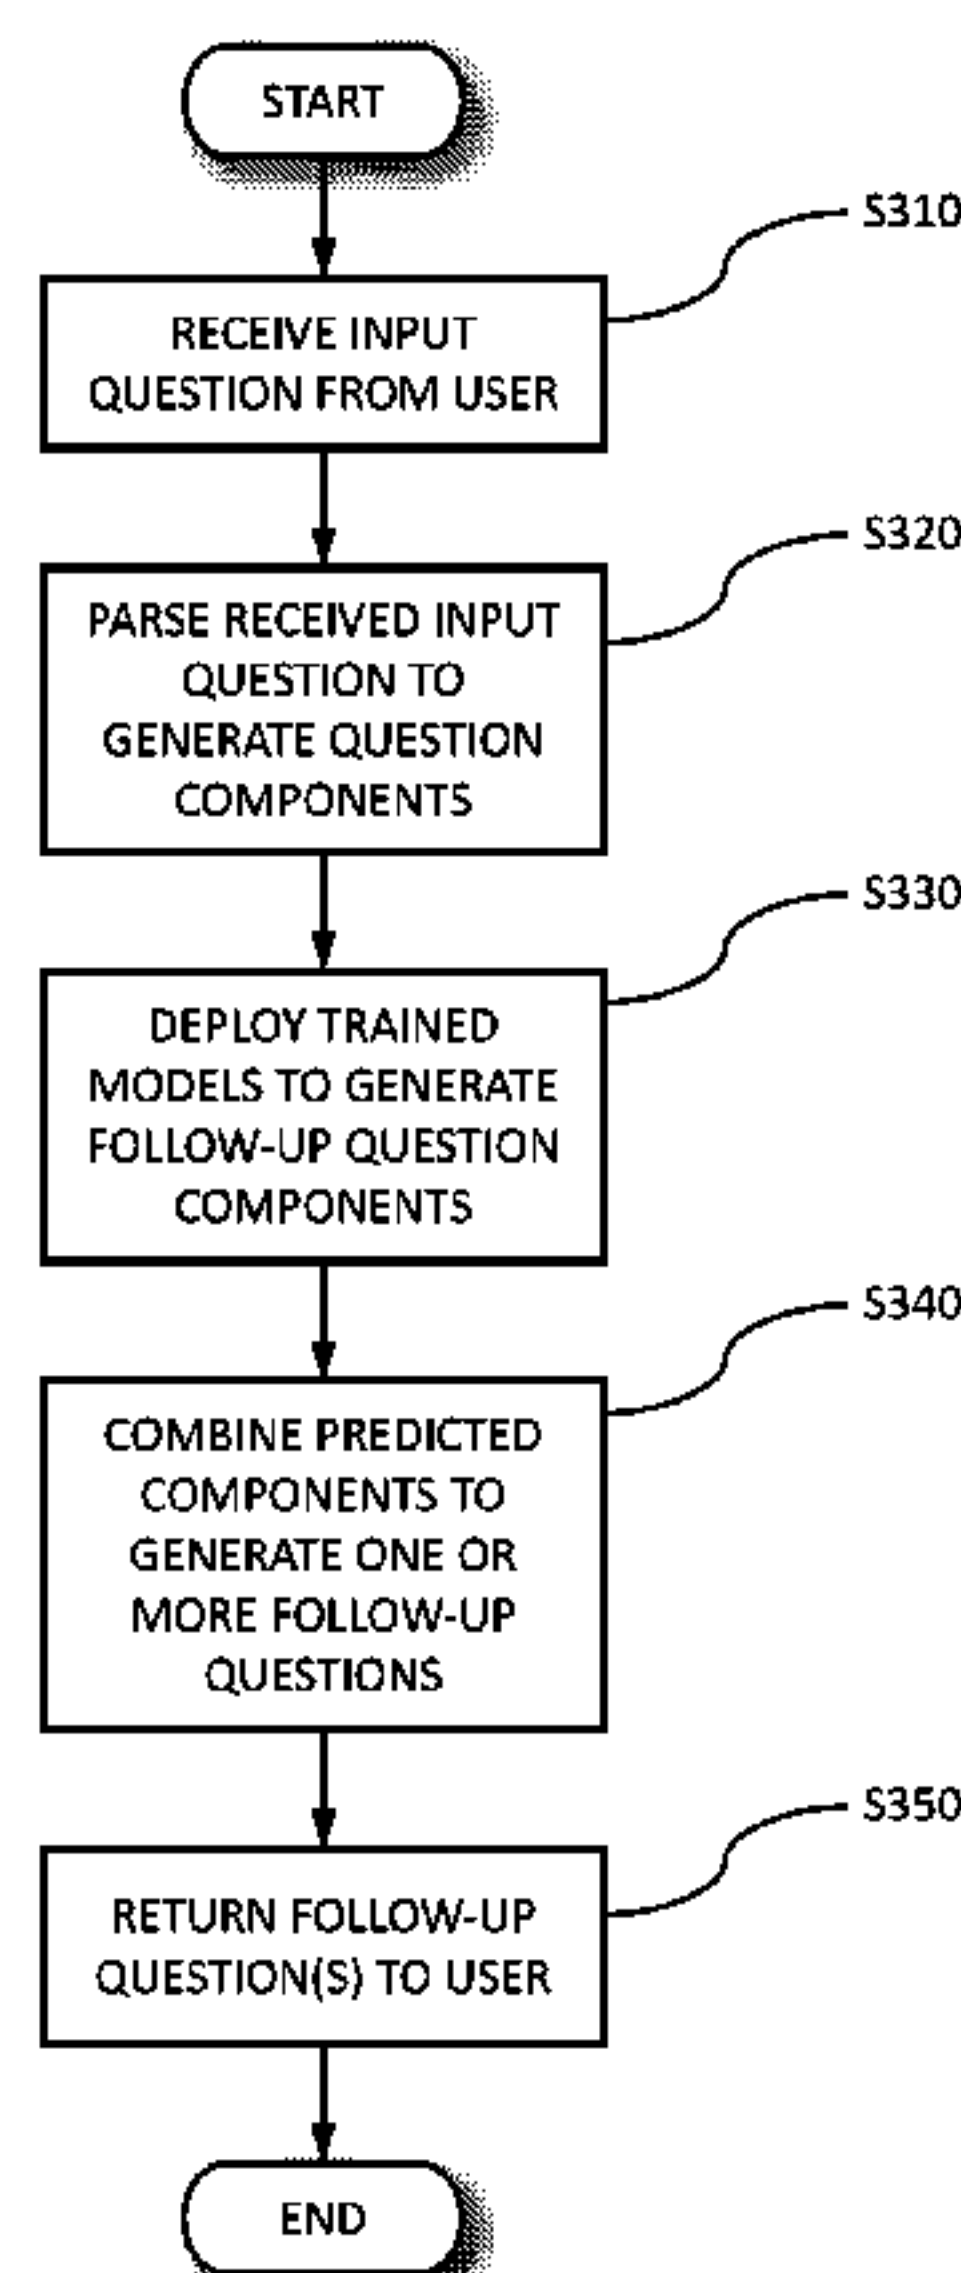 START
S310
RECEIVE INPUT
QUESTION FROM USER
S320
PARSE RECEIVED INPUT
QUESTION TO
GENERATE QUESTION
COMPONENTS
S330
DEPLOY TRAINED
MODELS TO GENERATE
FOLLOW-UP QUESTION
COMPONENTS
S340
COMBINE PREDICTED
COMPONENTS TO
GENERATE ONE OR
MORE FOLLOW-UP
QUESTIONS
S350
RETURN FOLLOW-UP
QUESTION(S) TO USER
END